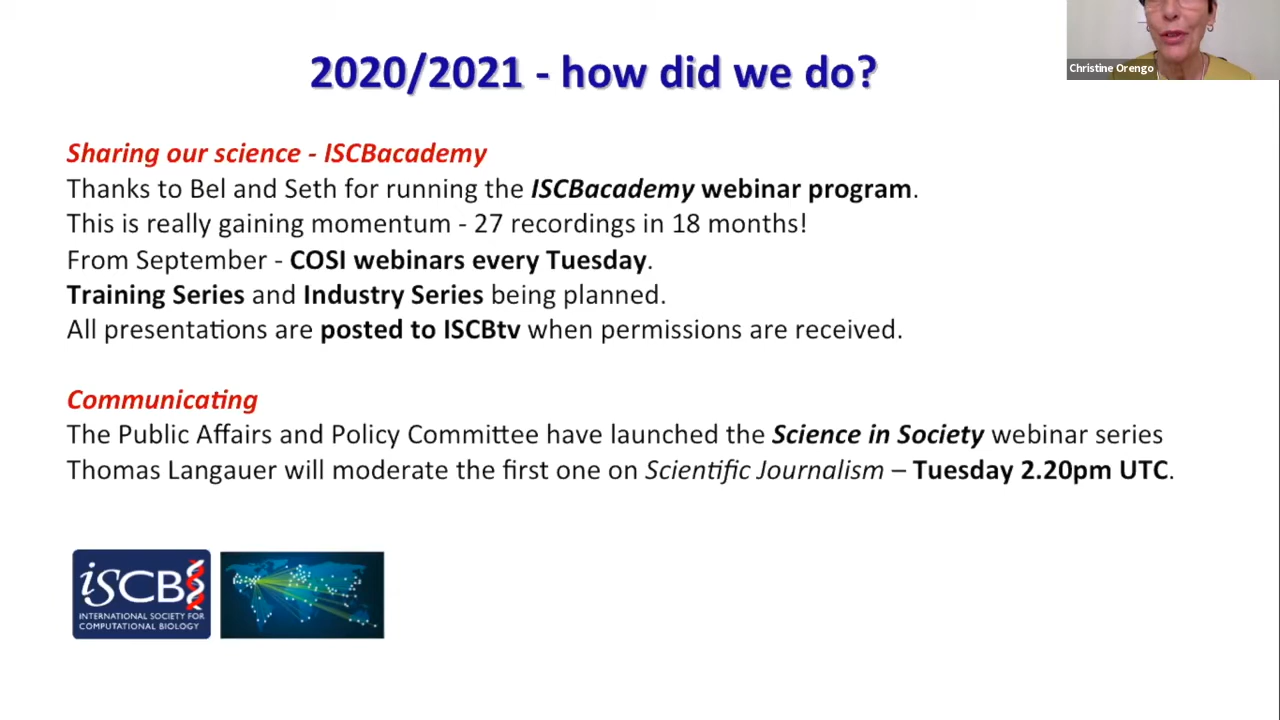 2020/2021 - how did we do?
Christine Orengo
Sharing our science - ISCBacademy
Thanks to Bel and Seth for running the ISCBacademy webinar program.
This is really gaining momentum - 27 recordings in 18 months!
From September - COSI webinars every Tuesday.
Training Series and Industry Series being planned.
All presentations are posted to ISCBtv when permissions are received.
Communicating
The Public Affairs and Policy Committee have launched the Science in Society webinar series
Thomas Langauer will moderate the first one on Scientific Journalism – Tuesday 2.20pm UTC.
iSCB
INTERNATIONAL SOCIETY FOR
COMPUTATIONAL BIOLOGY